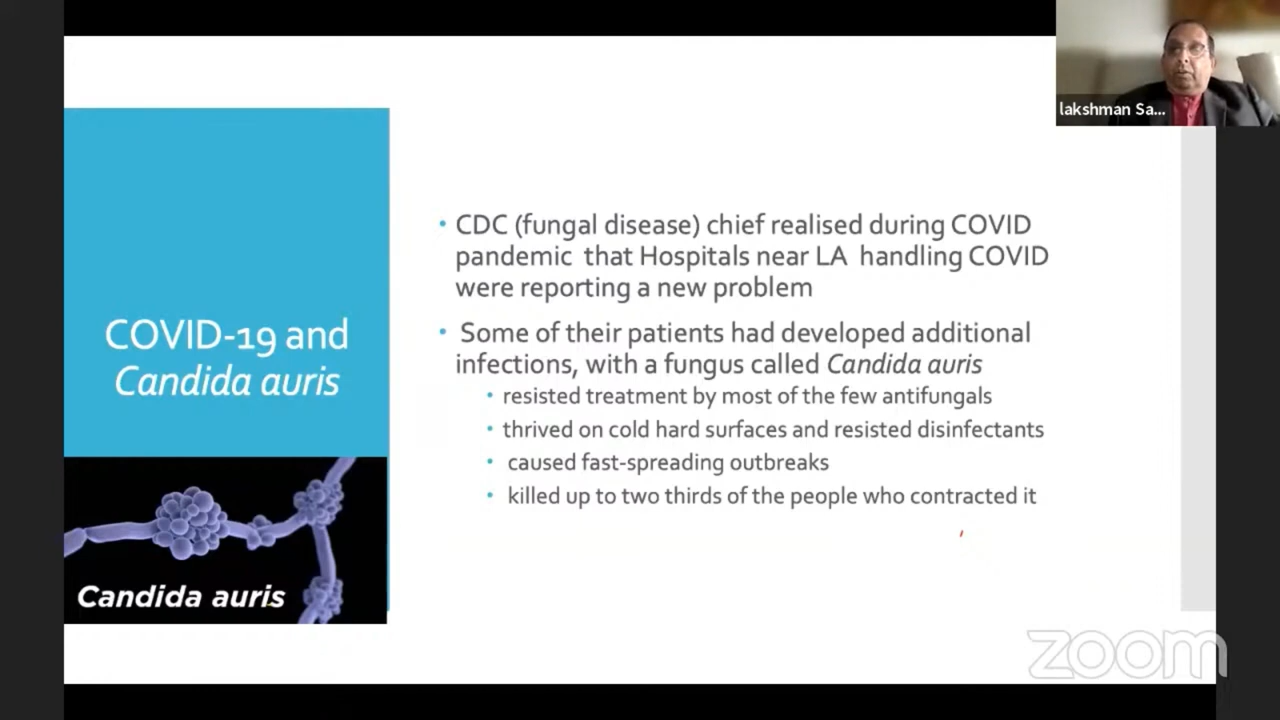 lakshman Sa...
COVID-19 and
Candida auris
Candida auris
• CDC (fungal disease) chief realised during COVID
pandemic that Hospitals near LA handling COVID
were reporting a new problem
• Some of their patients had developed additional
infections, with a fungus called Candida auris
• resisted treatment by most of the few antifungals
• thrived on cold hard surfaces and resisted disinfectants
• caused fast-spreading outbreaks
• killed up to two thirds of the people who contracted it
zoom